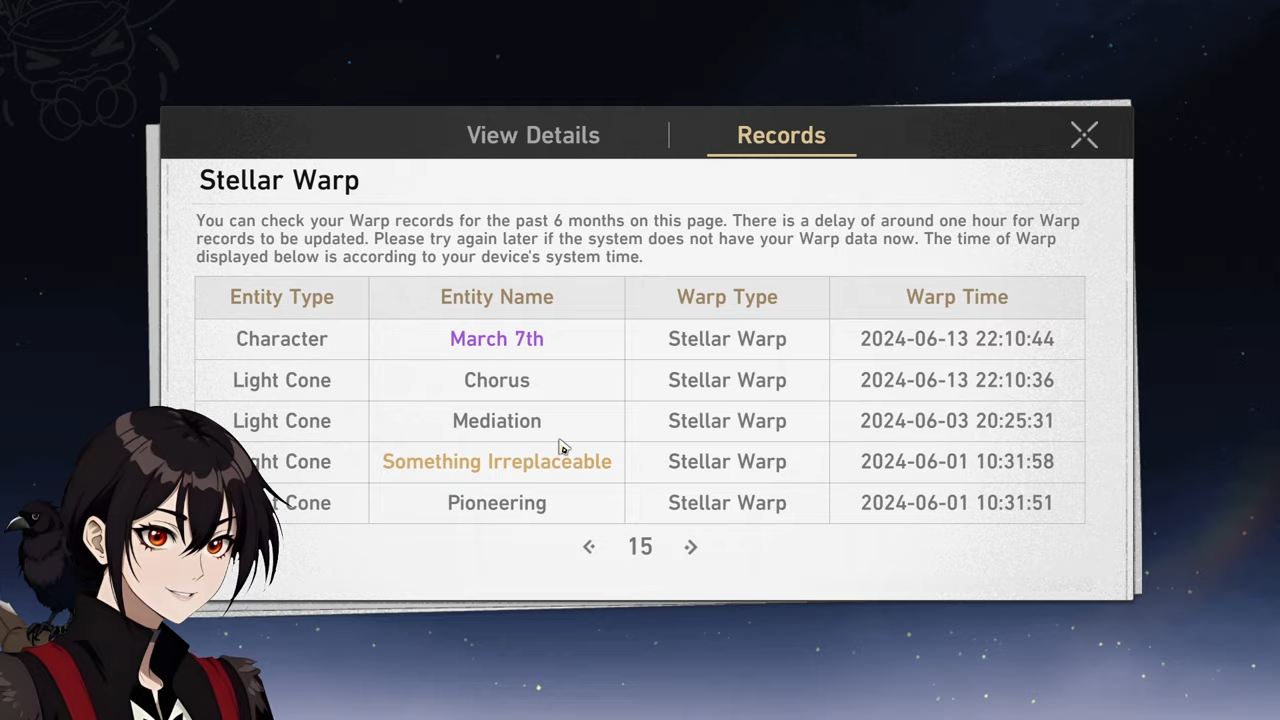 View Details
Records
Stellar Warp
You can check your Warp records for the past 6 months on this page. There is a delay of around one hour for Warp
records to be updated. Please try again later if the system does not have your Warp data now. The time of Warp
displayed below is according to your device's system time.
Entity Type Entity Name Warp Type Warp Time
Character March 7th Stellar Warp 2024-06-13 22:10:44
Light Cone Chorus Stellar Warp 2024-06-13 22:10:36
Light Cone Mediation Stellar Warp 2024-06-03 20:25:31
ght Cone Something Irreplaceable Stellar Warp 2024-06-01 10:31:58
t Cone Pioneering Stellar Warp 2024-06-01 10:31:51
15